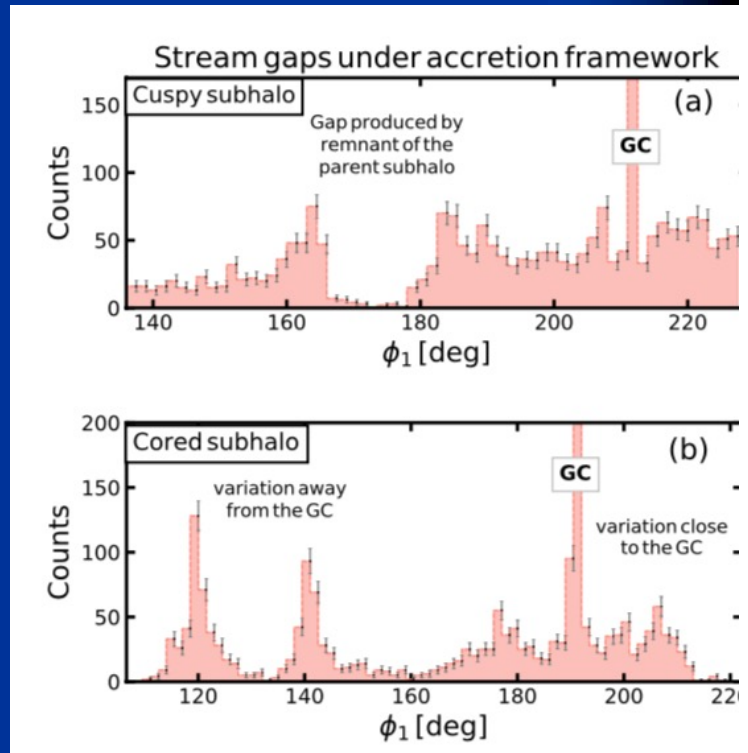 Stream gaps under accretion framework
Cuspy subhalo
(a)
Gap produced by
remnant of the
parent subhalo
GC
Counts
150
100
50
0
140 160 180 200 220
ϕ₁ [deg]
Cored subhalo
(b)
variation away
from the GC
GC
variation close
to the GC
Counts
200
150
100
50
0
120 140 160 180 200
ϕ₁ [deg]